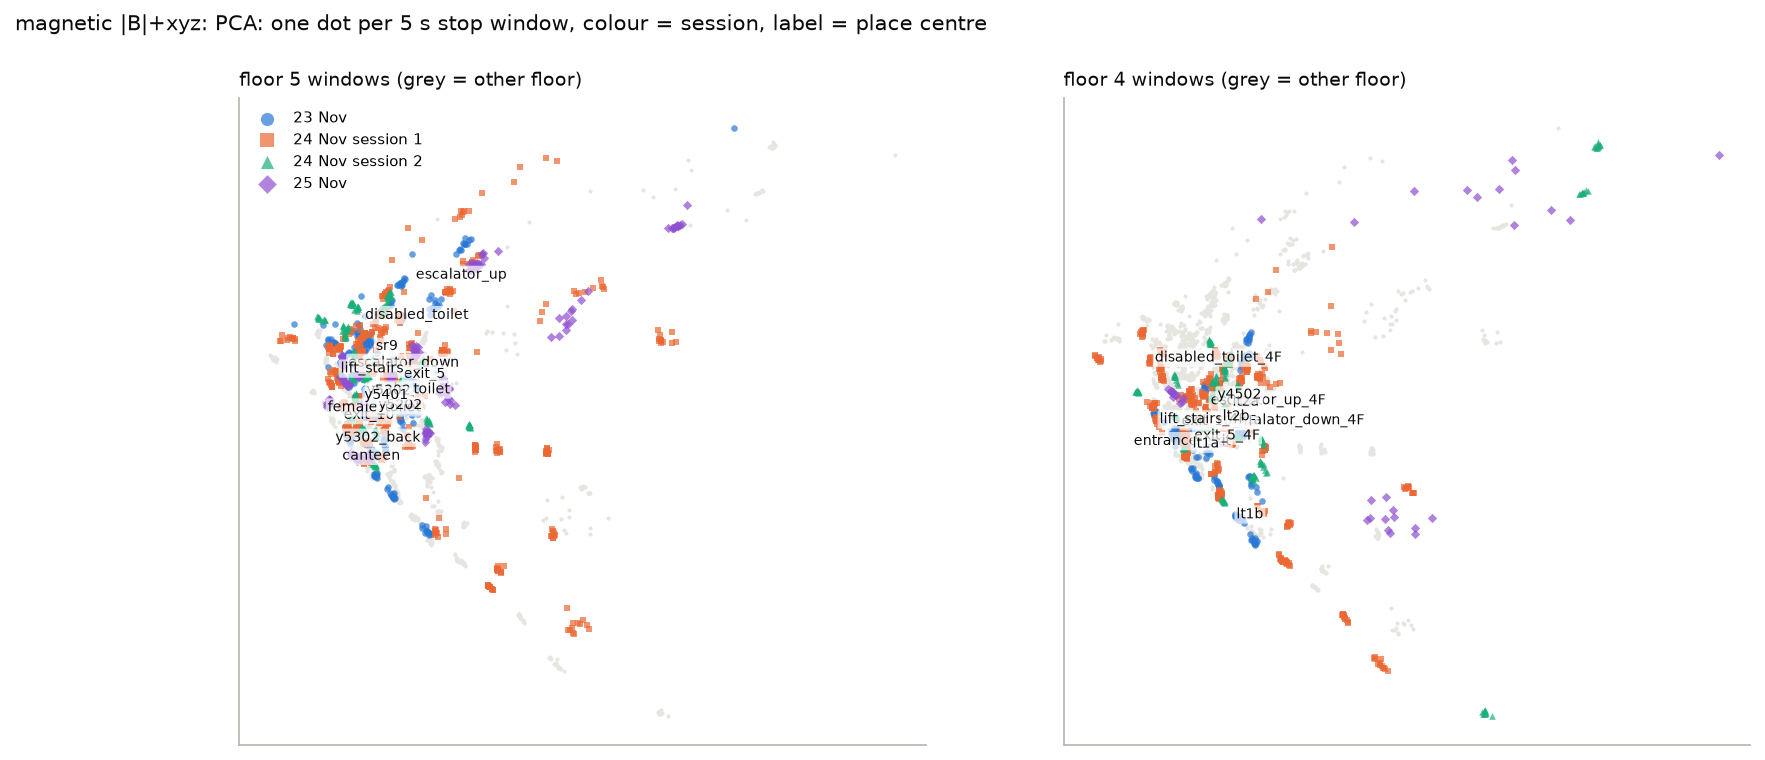 magnetic |B|+xyz: PCA: one dot per 5 s stop window, colour = session, label = place centre
floor 5 windows (grey = other floor)
23 Nov
24 Nov session 1
24 Nov session 2
25 Nov
escalator_up
disabled_toilet
sr9
lift_stairs
exit_5
toilet
y5401
y5302_back
canteen
floor 4 windows (grey = other floor)
disabled_toilet_4F
y4502
lt2b
exit_5_4F
lt1a
lt1b